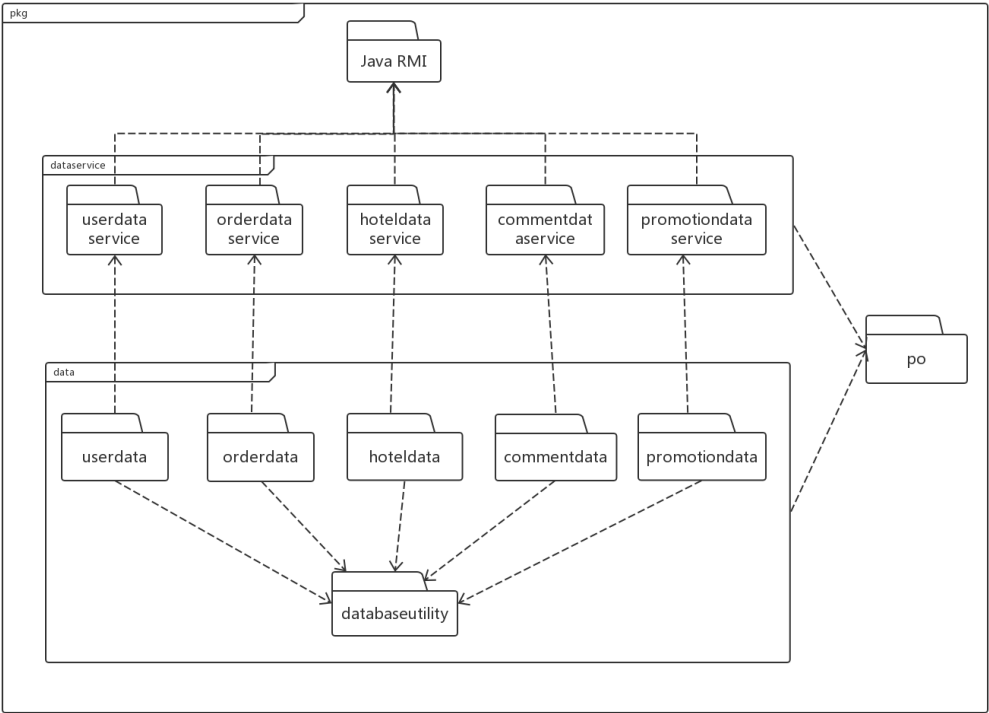 pkg
Java RMI
dataservice
userdata
service
orderdata
service
hoteldata
service
commentdat
aservice
promotiondata
service
po
data
userdata
orderdata
hoteldata
commentdata
promotiondata
databaseutility